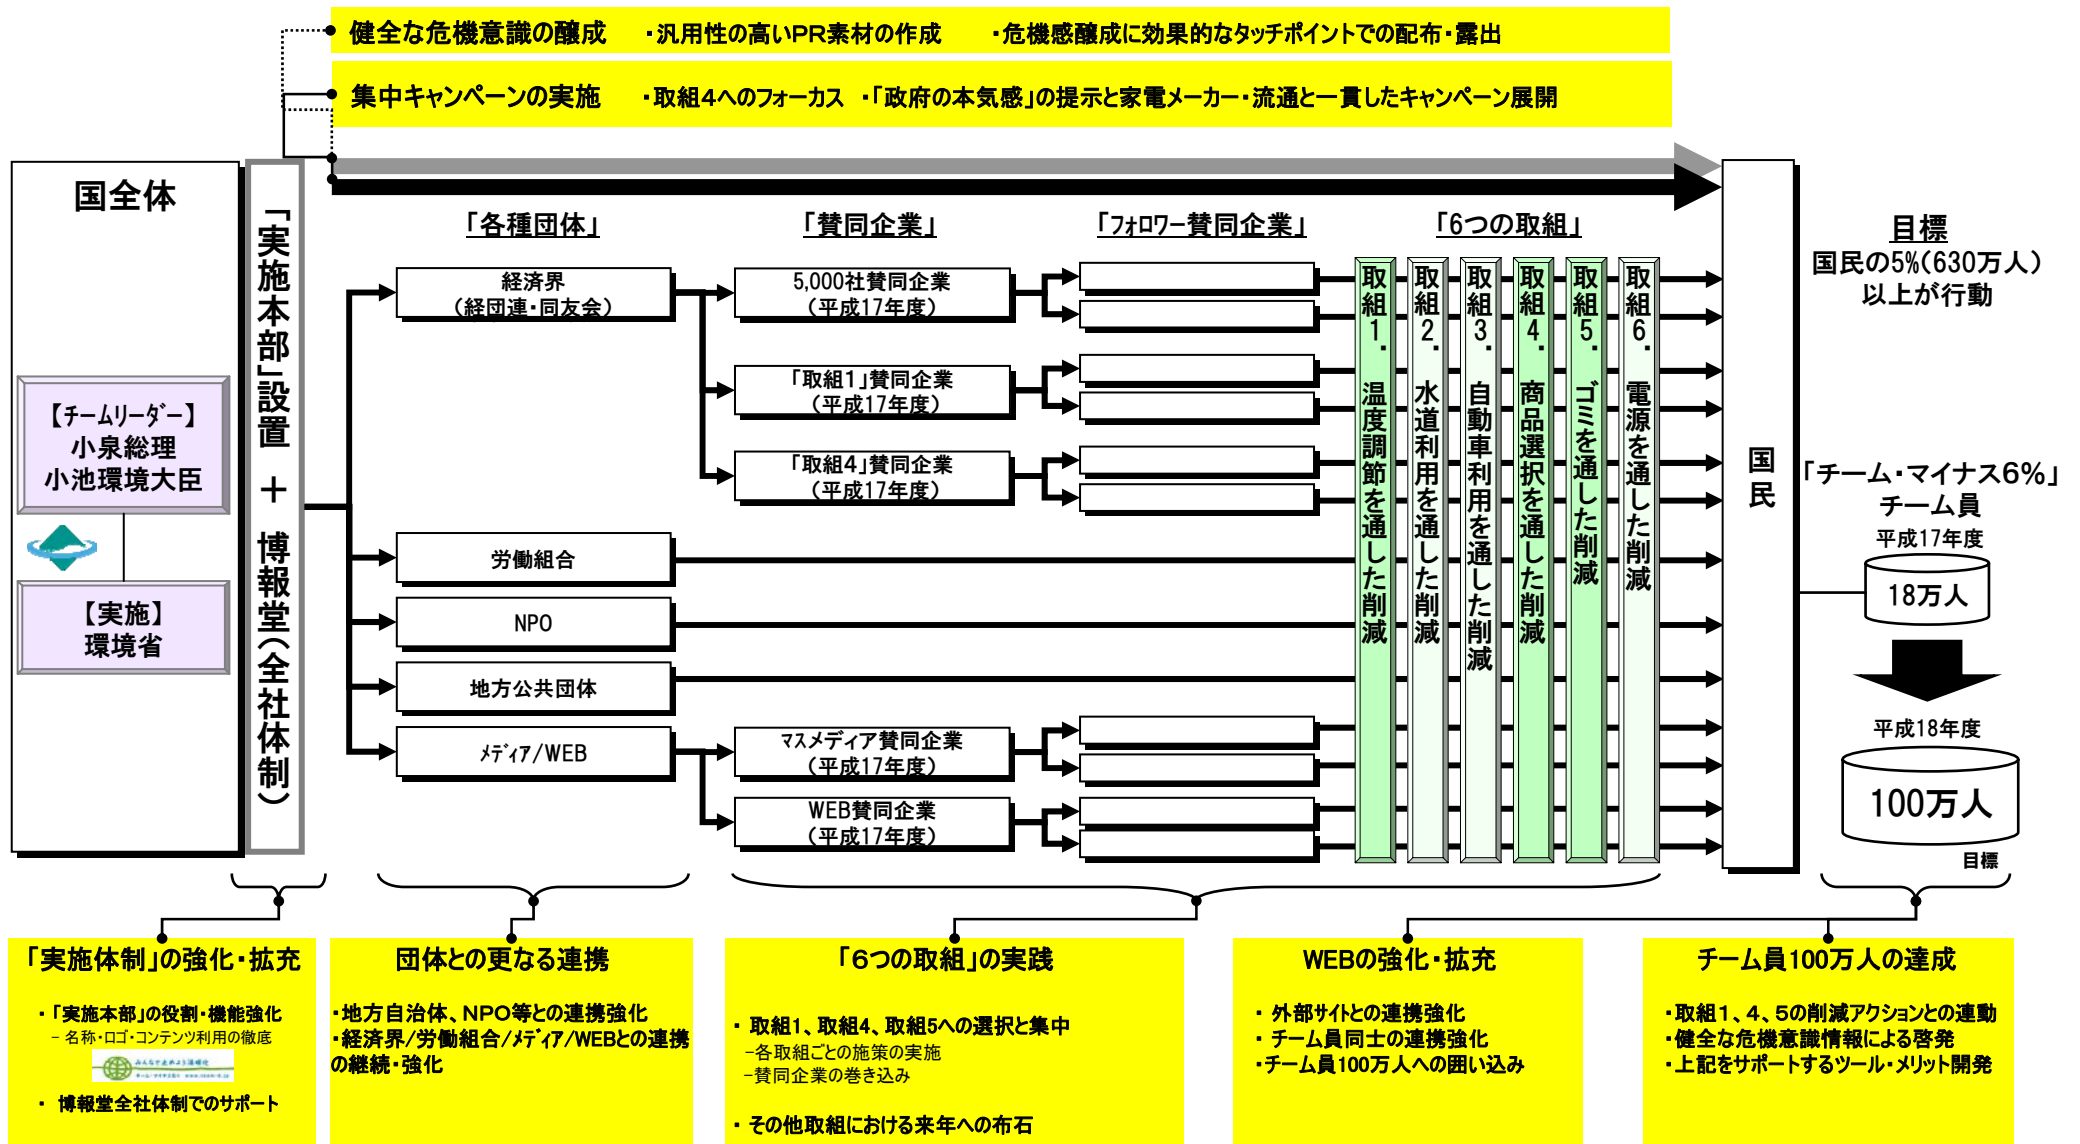 健全な危機意識の醸成 ・汎用性の高いPR素材の作成 ・危機感醸成に効果的なタッチポイントでの配布・露出
集中キャンペーンの実施 ・取組4へのフォーカス ・「政府の本気感」の提示と家電メーカー・流通と一貫したキャンペーン展開
国全体
【チームリーダー】
小泉総理
小池環境大臣
【実施】
環境省
「実施本部」設置 + 博報堂(全社体制)
「各種団体」
「賛同企業」
「フォロワー賛同企業」
「6つの取組」
経済界
(経団連・同友会)
労働組合
NPO
地方公共団体
メディア/WEB
5,000社賛同企業
(平成17年度)
「取組1」賛同企業
(平成17年度)
「取組4」賛同企業
(平成17年度)
マスメディア賛同企業
(平成17年度)
WEB賛同企業
(平成17年度)
取組1. 温度調節を通した削減
取組2. 水道利用を通した削減
取組3. 自動車利用を通した削減
取組4. 商品選択を通した削減
取組5. ゴミを通した削減
取組6. 電源を通した削減
国民
目標
国民の5%(630万人)
以上が行動
「チーム・マイナス6%」
チーム員
平成17年度
18万人
平成18年度
100万人
目標
「実施体制」の強化・拡充
・「実施本部」の役割・機能強化
－名称・ロゴ・コンテンツ利用の徹底
みんなで止めよう温暖化
チーム・マイナス6% www.team-6.jp
・ 博報堂全社体制でのサポート
団体との更なる連携
・地方自治体、NPO等との連携強化
・経済界/労働組合/メディア/WEBとの連携
の継続・強化
「6つの取組」の実践
・ 取組1、取組4、取組5への選択と集中
－各取組ごとの施策の実施
－賛同企業の巻き込み
・ その他取組における来年への布石
WEBの強化・拡充
・ 外部サイトとの連携強化
・ チーム員同士の連携強化
・チーム員100万人への囲い込み
チーム員100万人の達成
・取組1、4、5の削減アクションとの連動
・健全な危機意識情報による啓発
・上記をサポートするツール・メリット開発